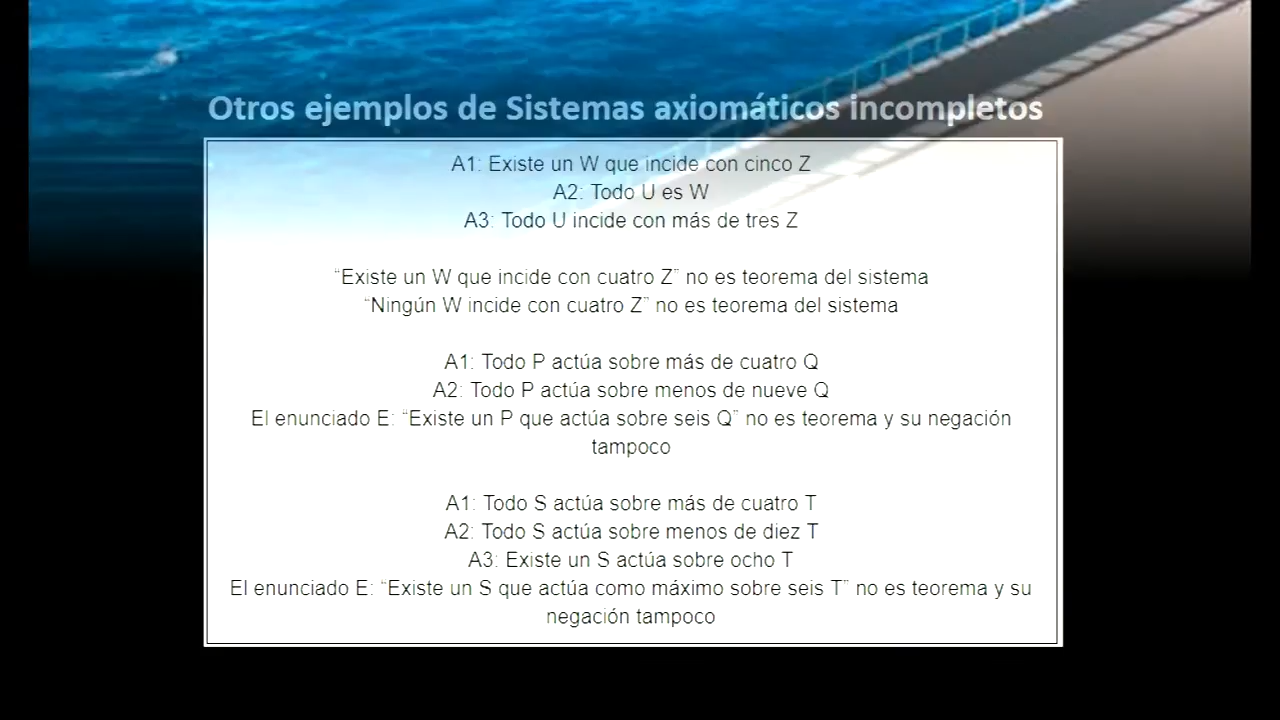 Otros ejemplos de Sistemas axiomáticos incompletos
A1: Existe un W que incide con cinco Z
A2: Todo U es W
A3: Todo U incide con más de tres Z
“Existe un W que incide con cuatro Z” no es teorema del sistema
“Ningún W incide con cuatro Z” no es teorema del sistema
A1: Todo P actúa sobre más de cuatro Q
A2: Todo P actúa sobre menos de nueve Q
El enunciado E: “Existe un P que actúa sobre seis Q” no es teorema y su negación
tampoco
A1: Todo S actúa sobre más de cuatro T
A2: Todo S actúa sobre menos de diez T
A3: Existe un S actúa sobre ocho T
El enunciado E: “Existe un S que actúa como máximo sobre seis T” no es teorema y su
negación tampoco